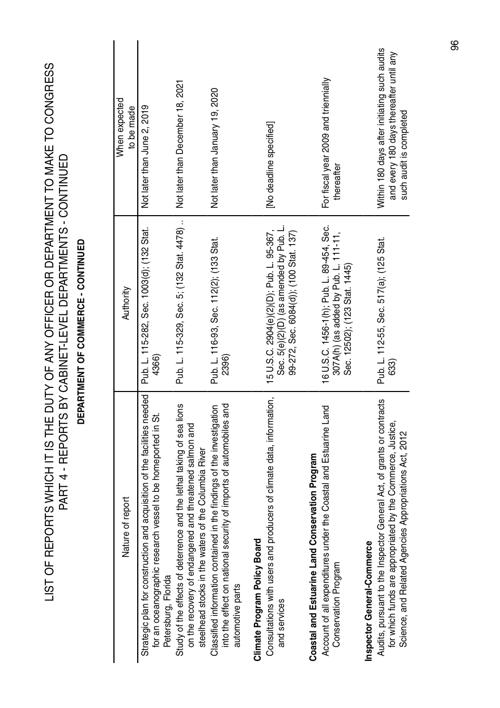 LIST OF REPORTS WHICH IT IS THE DUTY OF ANY OFFICER OR DEPARTMENT TO MAKE TO CONGRESS
PART 4 - REPORTS BY CABINET-LEVEL DEPARTMENTS - CONTINUED
DEPARTMENT OF COMMERCE - CONTINUED
Nature of report
Authority
When expected
to be made
Strategic plan for construction and acquisition of the facilities needed
for an oceanographic research vessel to be homeported in St.
Petersburg, Florida
Pub. L. 115-282, Sec. 1003(d); (132 Stat.
4366)
Not later than June 2, 2019
Study of the effects of deterrence and the lethal taking of sea lions
on the recovery of endangered and threatened salmon and
steelhead stocks in the waters of the Columbia River
Pub. L. 115-329, Sec. 5; (132 Stat. 4478) ..
Not later than December 18, 2021
Classified information contained in the findings of the investigation
into the effect on national security of imports of automobiles and
automotive parts
Pub. L. 116-93, Sec. 112(2); (133 Stat.
2396)
Not later than January 19, 2020
Climate Program Policy Board
Consultations with users and producers of climate data, information,
and services
15 U.S.C. 2904(e)(2)(D); Pub. L. 95-367,
Sec. 5(e)(2)(D) (as amended by Pub. L.
99-272, Sec. 6084(d)); (100 Stat. 137)
[No deadline specified]
Coastal and Estuarine Land Conservation Program
Account of all expenditures under the Coastal and Estuarine Land
Conservation Program
16 U.S.C. 1456-1(h); Pub. L. 89-454, Sec.
307A(h) (as added by Pub. L. 111-11,
Sec. 12502); (123 Stat. 1445)
For fiscal year 2009 and triennially
thereafter
Inspector General-Commerce
Audits, pursuant to the Inspector General Act, of grants or contracts
for which funds are appropriated by the Commerce, Justice,
Science, and Related Agencies Appropriations Act, 2012
Pub. L. 112-55, Sec. 517(a); (125 Stat.
633)
Within 180 days after initiating such audits
and every 180 days thereafter until any
such audit is completed
96